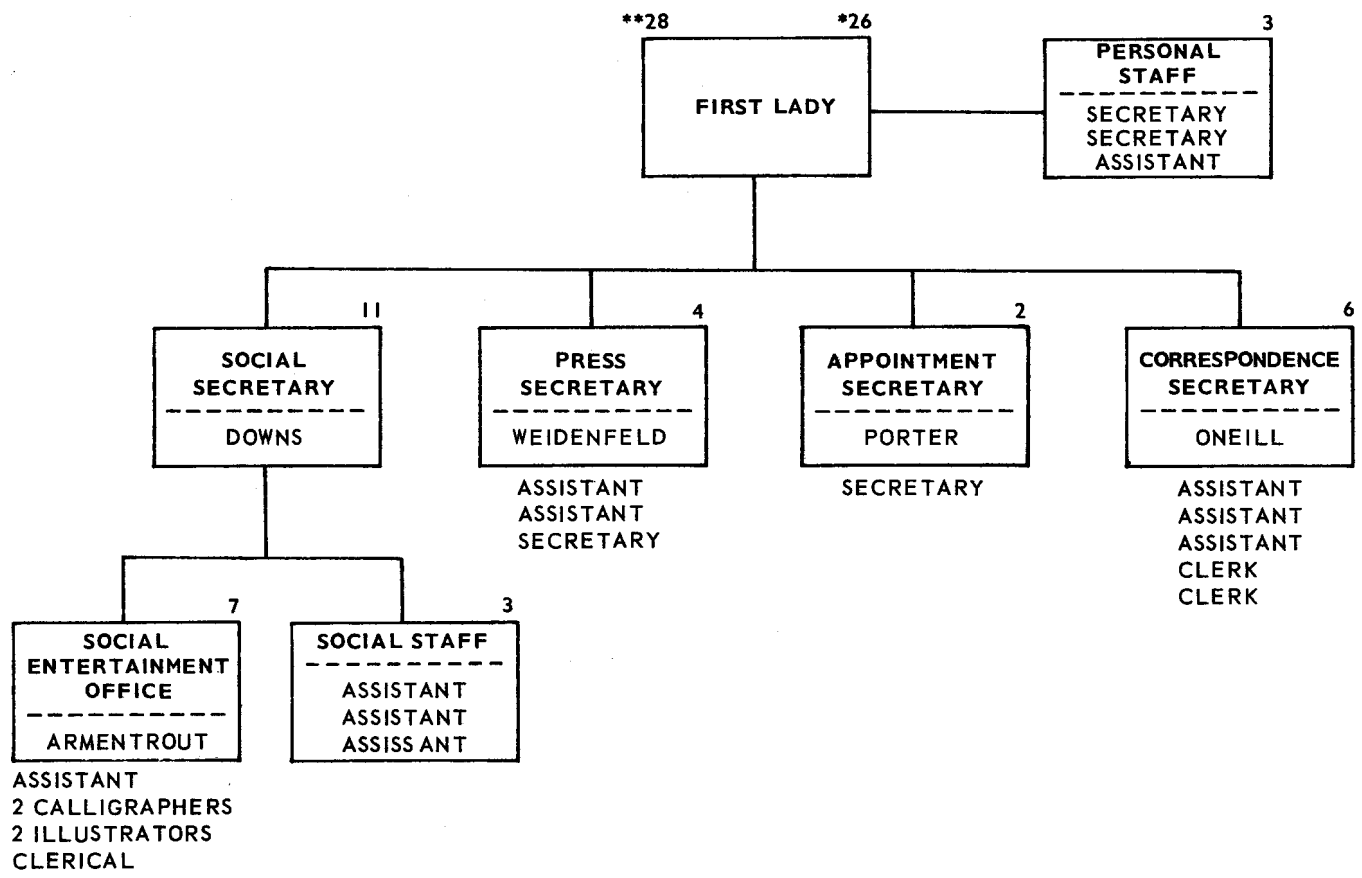 **28
*26
FIRST LADY
3
PERSONAL
STAFF
SECRETARY
SECRETARY
ASSISTANT
11
SOCIAL
SECRETARY
DOWNS
4
PRESS
SECRETARY
WEIDENFELD
ASSISTANT
ASSISTANT
SECRETARY
2
APPOINTMENT
SECRETARY
PORTER
SECRETARY
6
CORRESPONDENCE
SECRETARY
ONEILL
ASSISTANT
ASSISTANT
ASSISTANT
CLERK
CLERK
7
SOCIAL
ENTERTAINMENT
OFFICE
ARMENTROUT
ASSISTANT
2 CALLIGRAPHERS
2 ILLUSTRATORS
CLERICAL
3
SOCIAL STAFF
ASSISTANT
ASSISTANT
ASSISSANT